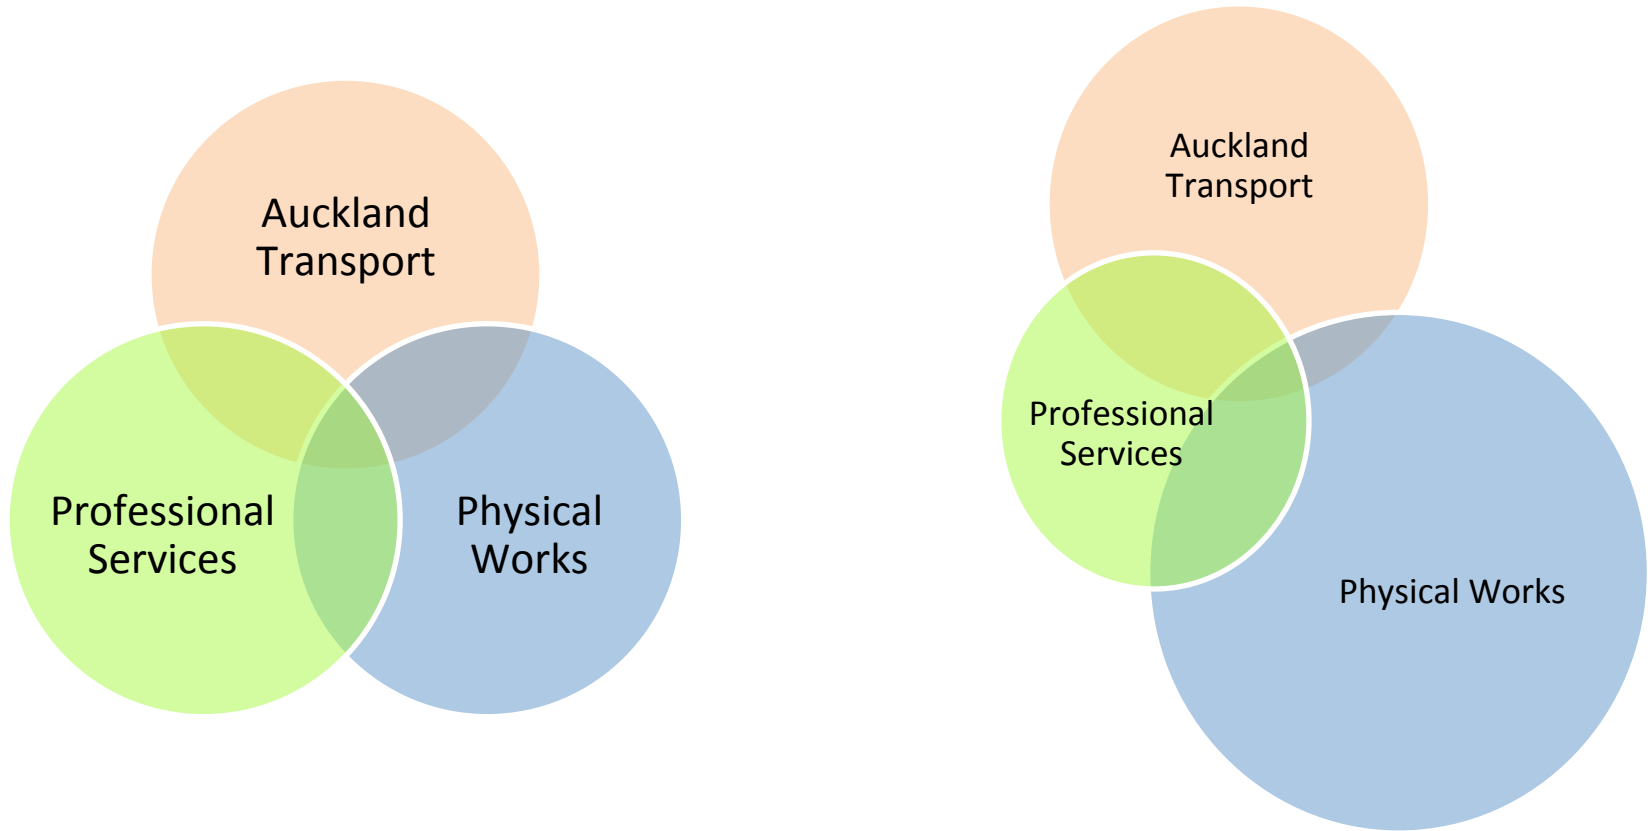 Auckland
Transport
Professional
Services
Physical
Works
Auckland
Transport
Professional
Services
Physical Works